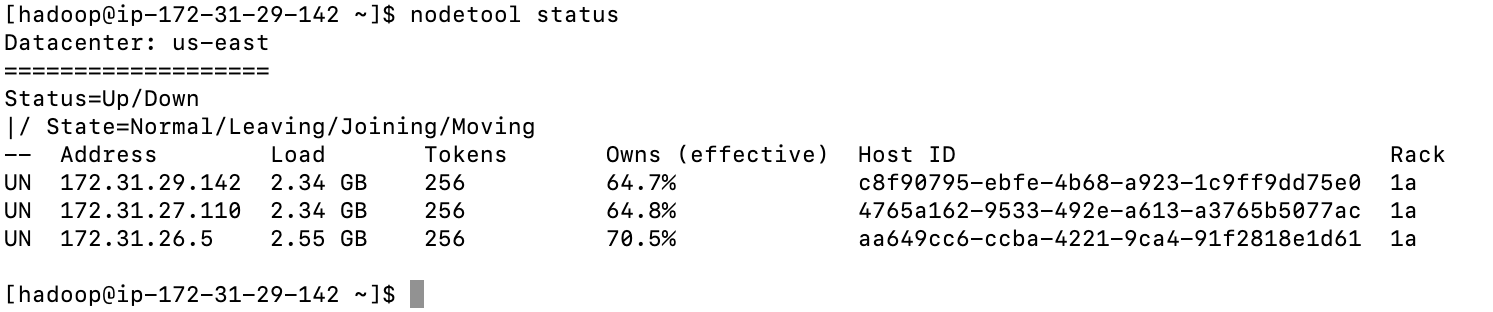 [hadoop@ip-172-31-29-142 ~]$ nodetool status
Datacenter: us-east
===================
Status=Up/Down
|/ State=Normal/Leaving/Joining/Moving
--  Address        Load       Tokens       Owns (effective)  Host ID                               Rack
UN  172.31.29.142  2.34 GB    256          64.7%             c8f90795-ebfe-4b68-a923-1c9ff9dd75e0  1a
UN  172.31.27.110  2.34 GB    256          64.8%             4765a162-9533-492e-a613-a3765b5077ac  1a
UN  172.31.26.5    2.55 GB    256          70.5%             aa649cc6-ccba-4221-9ca4-91f2818e1d61  1a
[hadoop@ip-172-31-29-142 ~]$